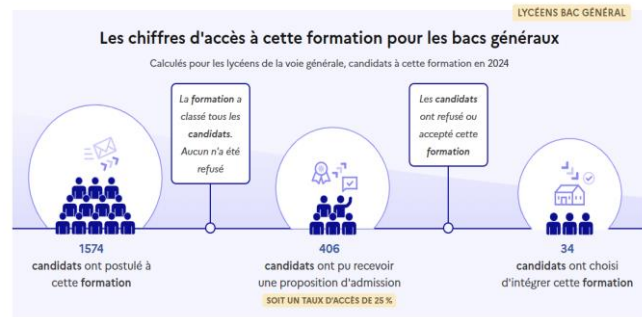 LYCÉENS BAC GÉNÉRAL
Les chiffres d'accès à cette formation pour les bacs généraux
Calculés pour les lycéens de la voie générale, candidats à cette formation en 2024
La formation a
classé tous les
candidats.
Aucun n'a été
refusé
Les candidats
ont refusé ou
accepté cette
formation
1574
candidats ont postulé à
cette formation
406
candidats ont pu recevoir
une proposition d'admission
SOIT UN TAUX D'ACCÈS DE 25 %
34
candidats ont choisi
d'intégrer cette formation